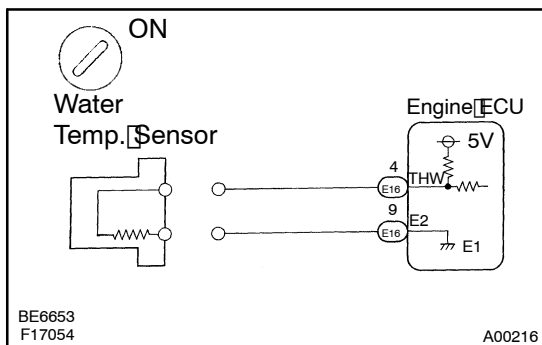 ON
Water
Temp.▯Sensor
Engine▯ECU
5V
4
THW
E16
9
E2
E16
E1
BE6653
F17054
A00216